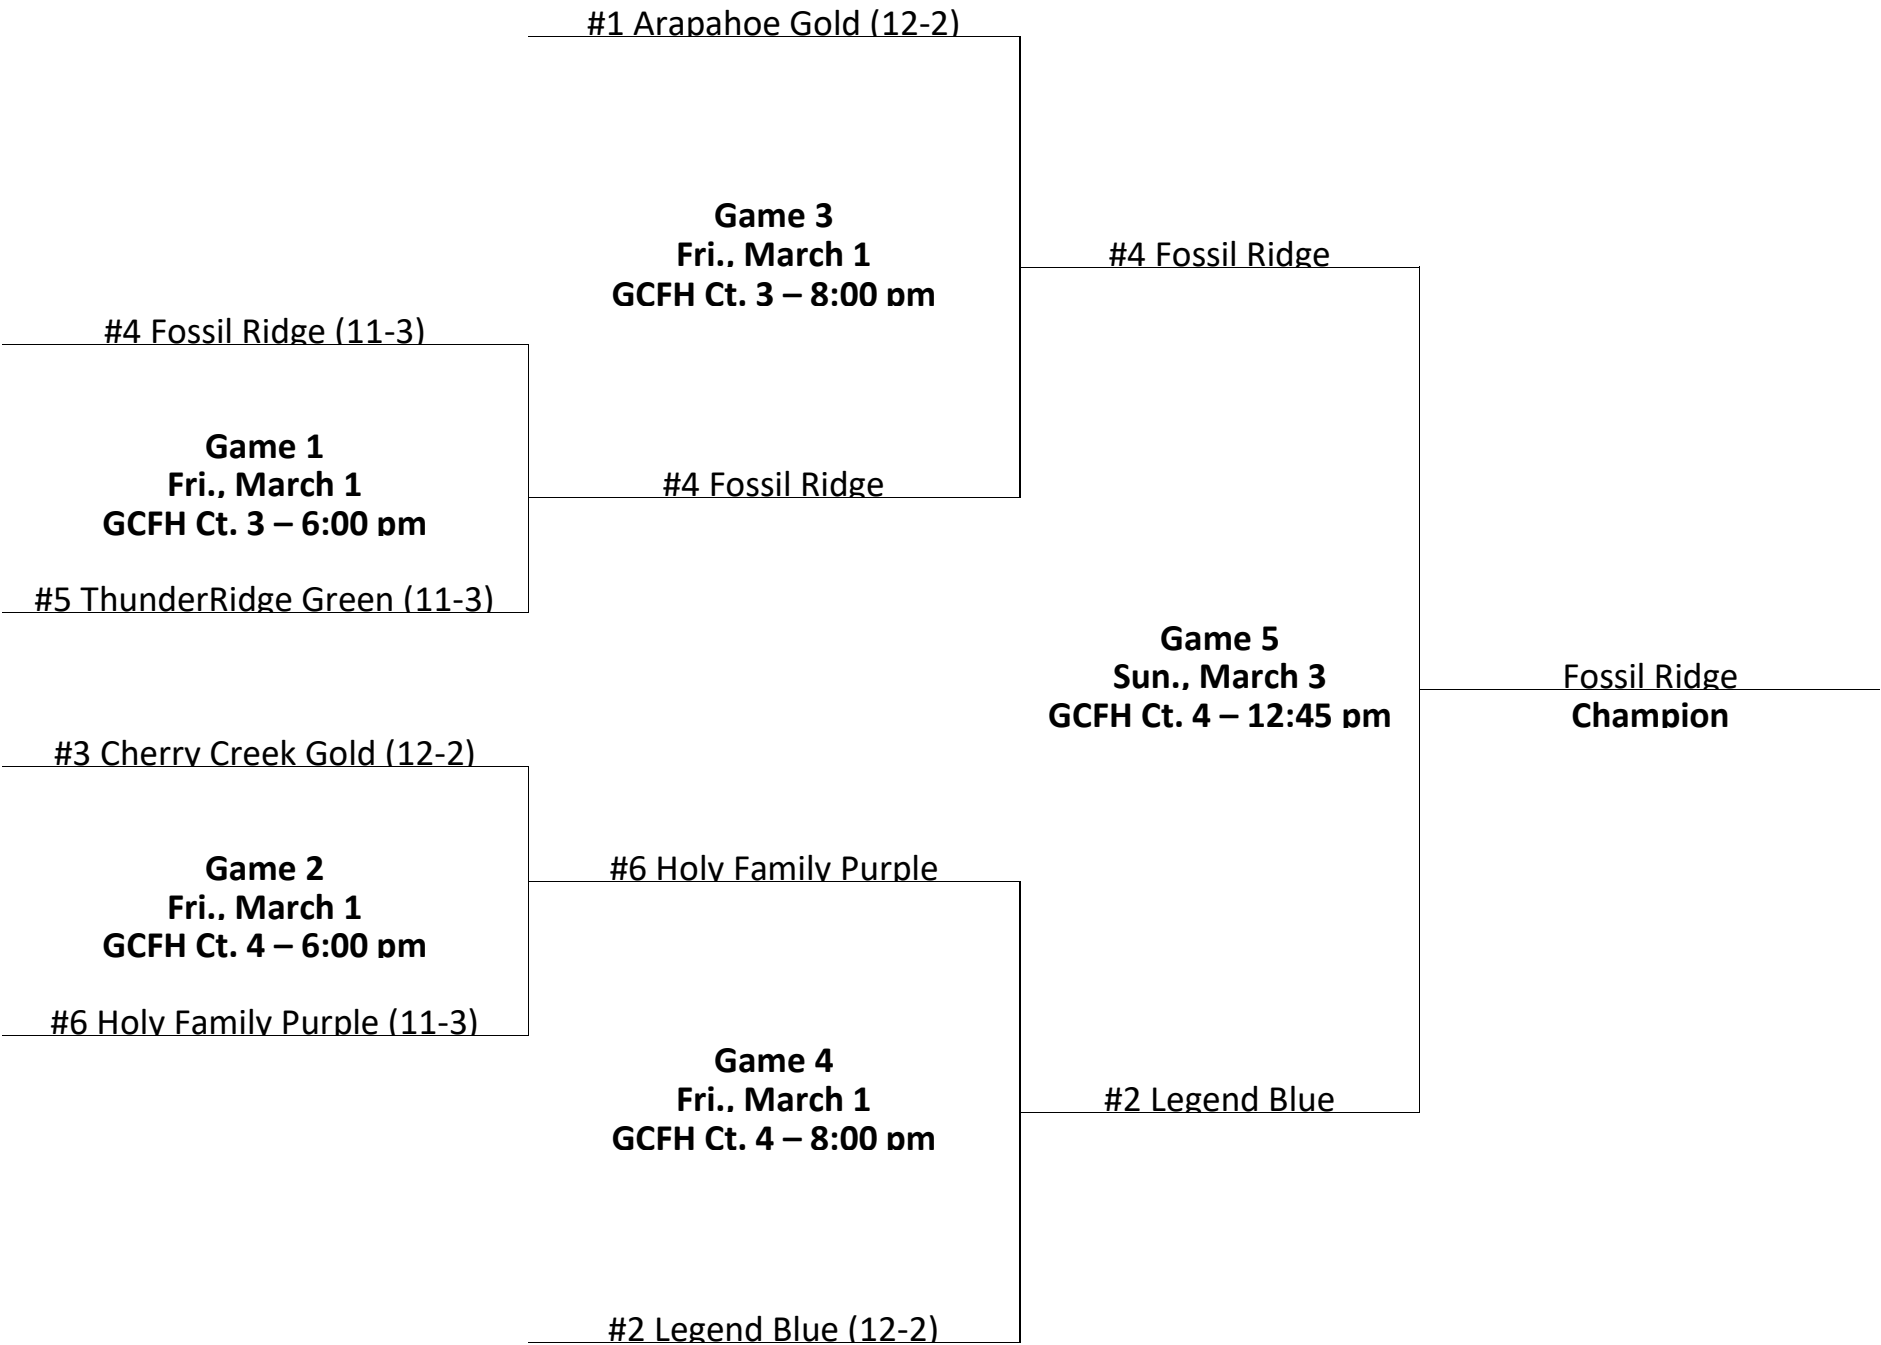 #1 Arapahoe Gold (12-2)
Game 3
Fri., March 1
GCFH Ct. 3 – 8:00 pm
#4 Fossil Ridge
#4 Fossil Ridge (11-3)
Game 1
Fri., March 1
GCFH Ct. 3 – 6:00 pm
#4 Fossil Ridge
#5 ThunderRidge Green (11-3)
Game 5
Sun., March 3
GCFH Ct. 4 – 12:45 pm
Fossil Ridge
Champion
#3 Cherry Creek Gold (12-2)
Game 2
Fri., March 1
GCFH Ct. 4 – 6:00 pm
#6 Holy Family Purple
#6 Holy Family Purple (11-3)
Game 4
Fri., March 1
GCFH Ct. 4 – 8:00 pm
#2 Legend Blue
#2 Legend Blue (12-2)